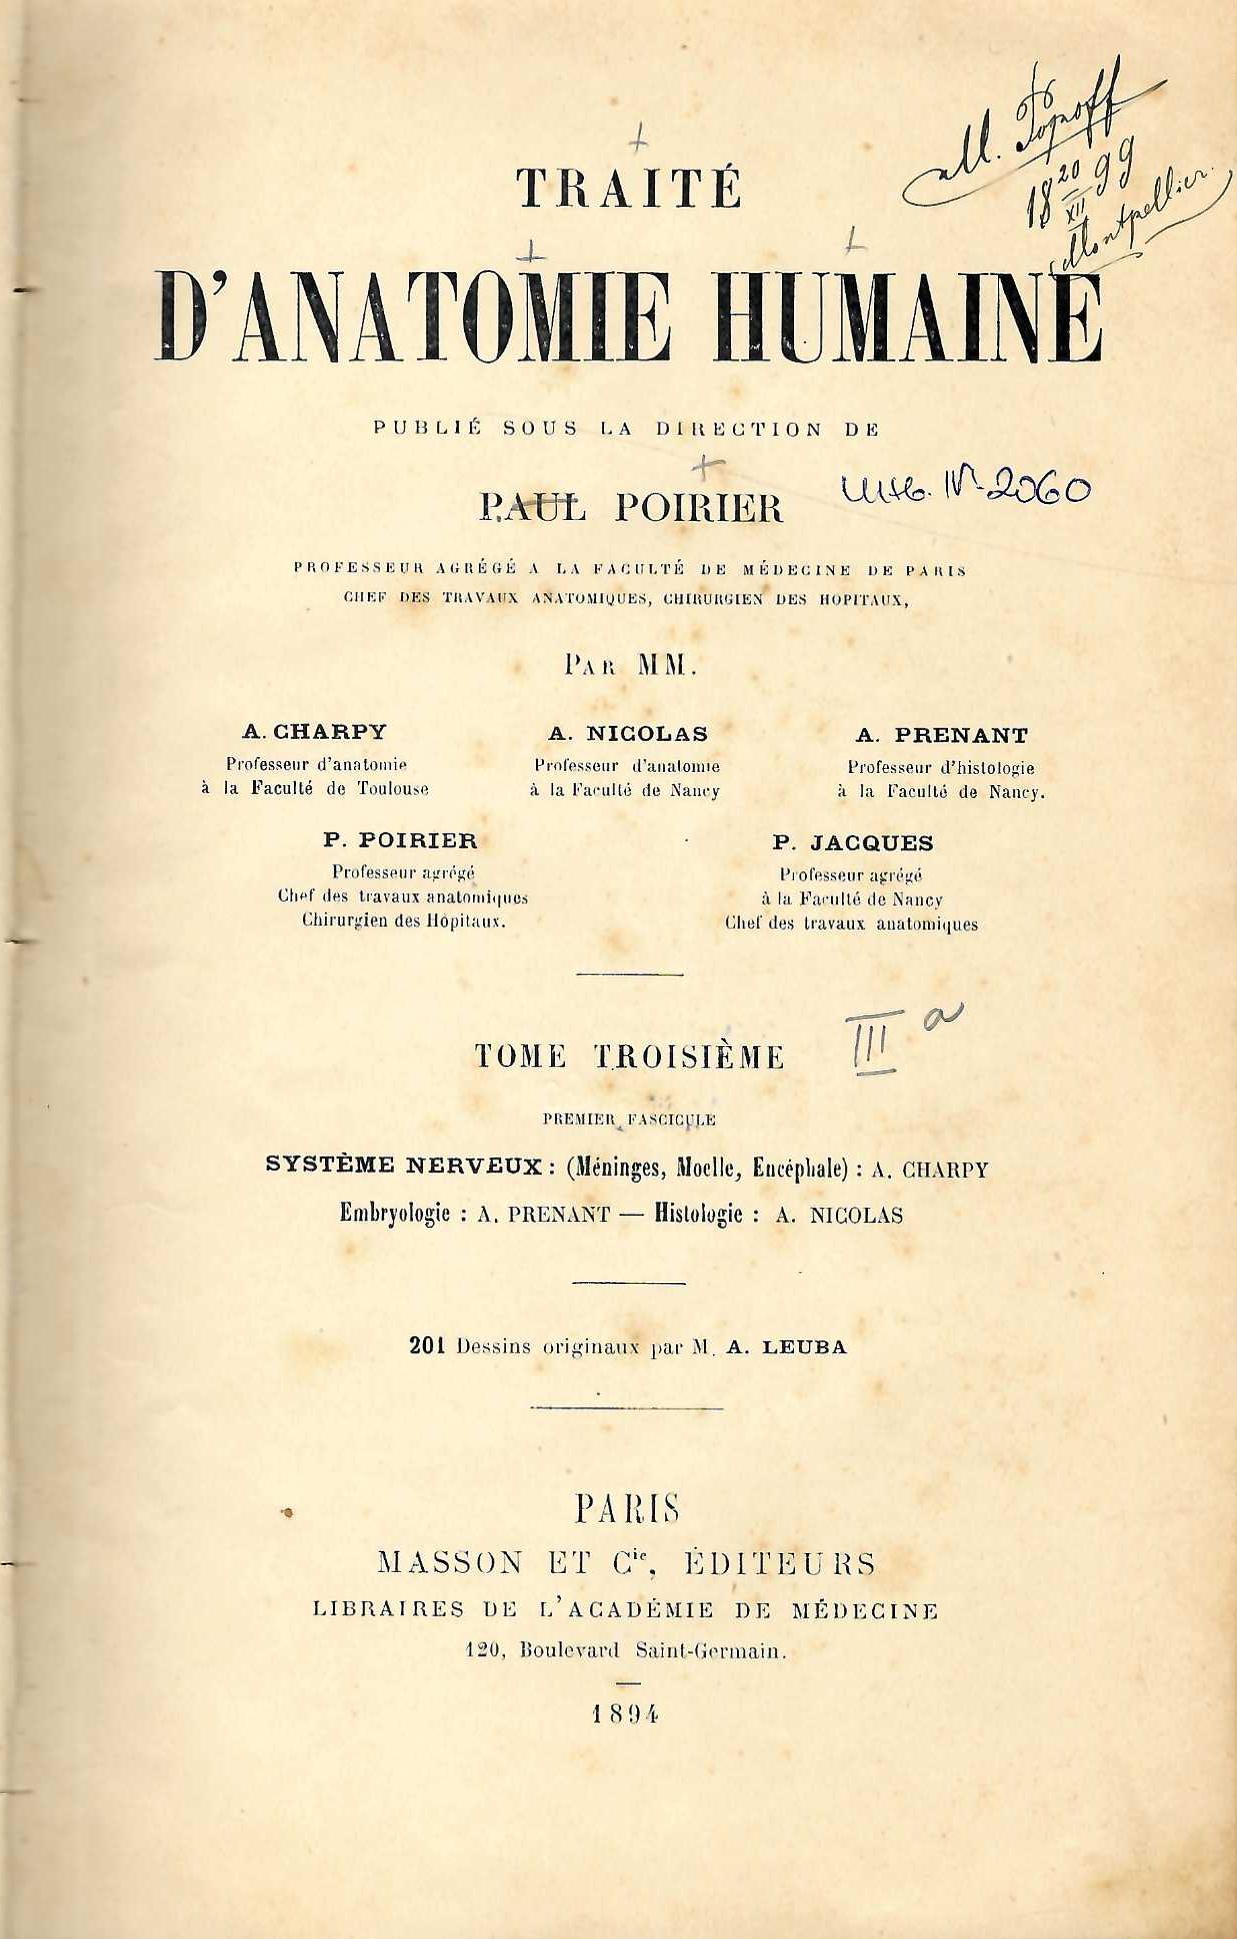 M. Popoff
18 20/XII 99
Montpellier.
TRAITÉ
D'ANATOMIE HUMAINE
PUBLIÉ SOUS LA DIRECTION DE
PAUL POIRIER
Инв. № 2060
PROFESSEUR AGRÉGÉ A LA FACULTÉ DE MÉDECINE DE PARIS
CHEF DES TRAVAUX ANATOMIQUES, CHIRURGIEN DES HOPITAUX,
PAR MM.
A. CHARPY
Professeur d'anatomie
à la Faculté de Toulouse
A. NICOLAS
Professeur d'anatomie
à la Faculté de Nancy
A. PRENANT
Professeur d'histologie
à la Faculté de Nancy.
P. POIRIER
Professeur agrégé
Chef des travaux anatomiques
Chirurgien des Hôpitaux.
P. JACQUES
Professeur agrégé
à la Faculté de Nancy
Chef des travaux anatomiques
TOME TROISIÈME
III a
PREMIER FASCICULE
SYSTÈME NERVEUX : (Méninges, Moelle, Encéphale) : A. CHARPY
Embryologie : A. PRENANT — Histologie : A. NICOLAS
201 Dessins originaux par M. A. LEUBA
PARIS
MASSON ET Cie, ÉDITEURS
LIBRAIRES DE L'ACADÉMIE DE MÉDECINE
120, Boulevard Saint-Germain.
1894